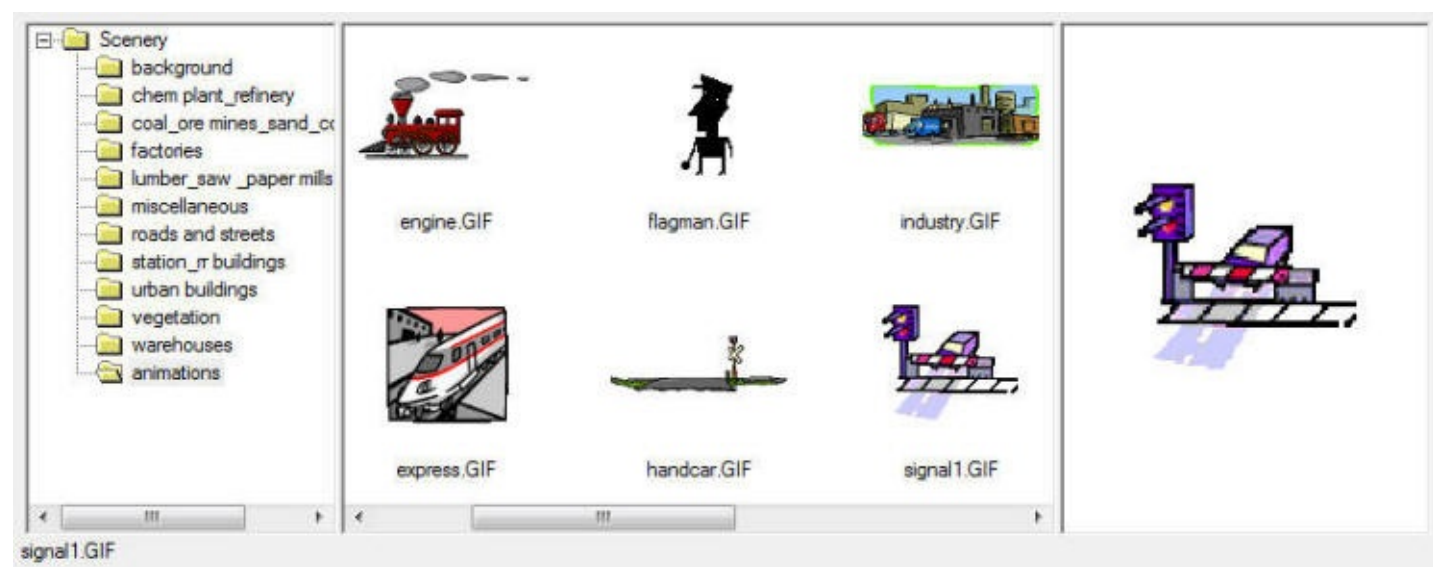 Scenery
background
chem plant_refinery
coal_ore mines_sand_co
factories
lumber_saw _paper mills
miscellaneous
roads and streets
station_rr buildings
urban buildings
vegetation
warehouses
animations
engine.GIF flagman.GIF industry.GIF
express.GIF handcar.GIF signal1.GIF
signal1.GIF